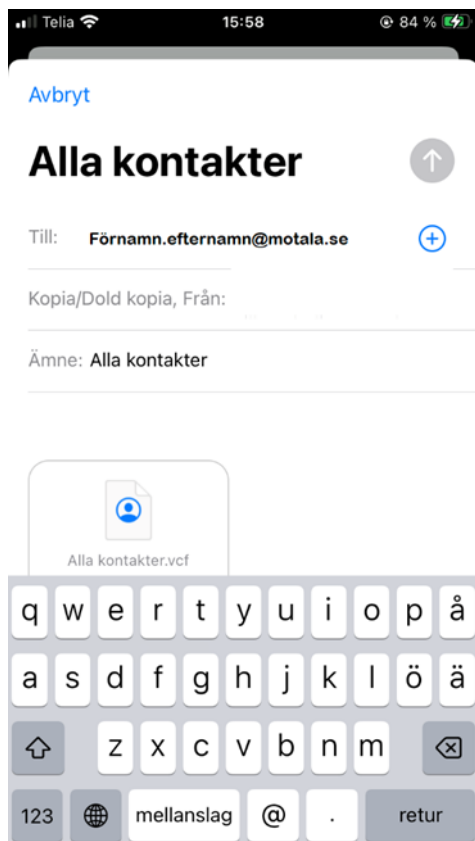 Telia 15:58 84 %
Avbryt
Alla kontakter
Till: Förnamn.efternamn@motala.se
Kopia/Dold kopia, Från:
Ämne: Alla kontakter
Alla kontakter.vcf
q w e r t y u i o p å
a s d f g h j k l ö ä
z x c v b n m
123 mellanslag @ . retur